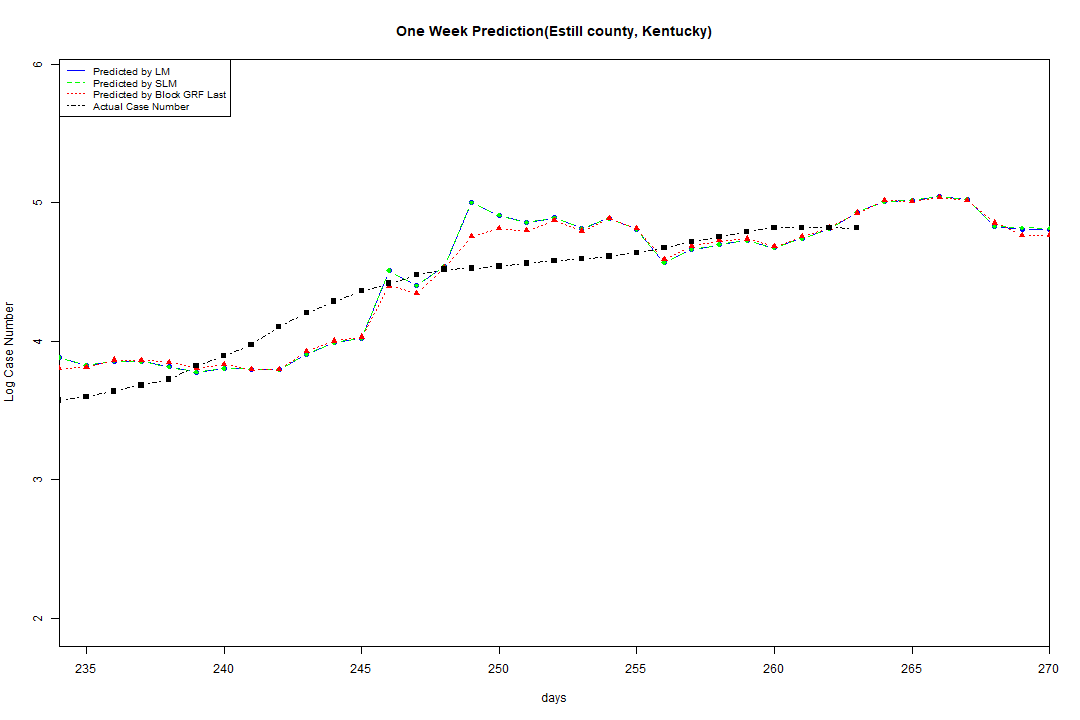 One Week Prediction(Estill county, Kentucky)
Predicted by LM
Predicted by SLM
Predicted by Block GRF Last
Actual Case Number
6
5
4
3
2
Log Case Number
235 240 245 250 255 260 265 270
days